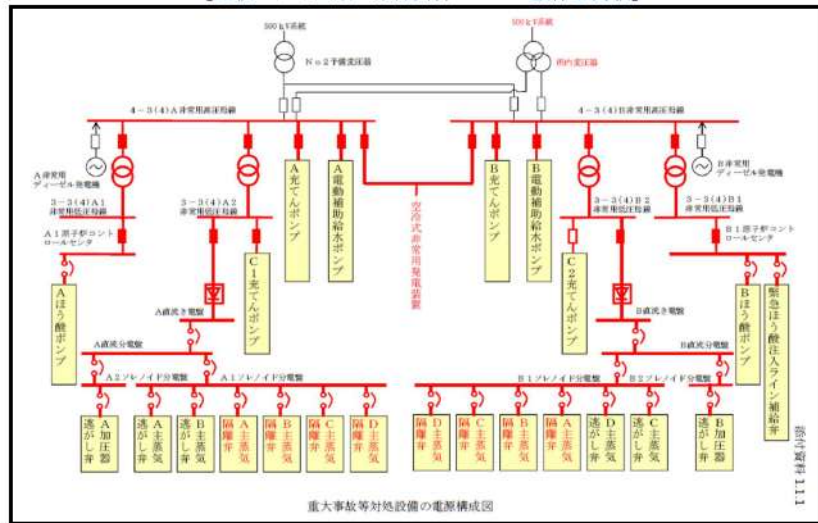 500kV系統
500kV系統
No2予備変圧器
所内変圧器
4－3(4)A非常用高圧母線
4－3(4)B非常用高圧母線
A非常用
ディーゼル発電機
B非常用
ディーゼル発電機
3－3(4)A1
非常用低圧母線
3－3(4)A2
非常用低圧母線
3－3(4)B2
非常用低圧母線
3－3(4)B1
非常用低圧母線
A1原子炉コント
ロールセンタ
B1原子炉コント
ロールセンタ
A充てんポンプ
A電動補助給水ポンプ
空冷式非常用発電装置
B充てんポンプ
B電動補助給水ポンプ
Aほう酸ポンプ
C1充てんポンプ
C2充てんポンプ
Bほう酸ポンプ
緊急ほう酸注入ライン補給弁
A直流き電盤
B直流き電盤
A直流分電盤
B直流分電盤
A2ソレノイド分電盤
A1ソレノイド分電盤
B1ソレノイド分電盤
B2ソレノイド分電盤
A加圧器
逃がし弁
A主蒸気
逃がし弁
B主蒸気
逃がし弁
A主蒸気
隔離弁
B主蒸気
隔離弁
C主蒸気
隔離弁
D主蒸気
隔離弁
D主蒸気
隔離弁
C主蒸気
隔離弁
B主蒸気
隔離弁
A主蒸気
隔離弁
D主蒸気
逃がし弁
C主蒸気
逃がし弁
B加圧器
逃がし弁
添付資料 1.1.1
重大事故等対処設備の電源構成図